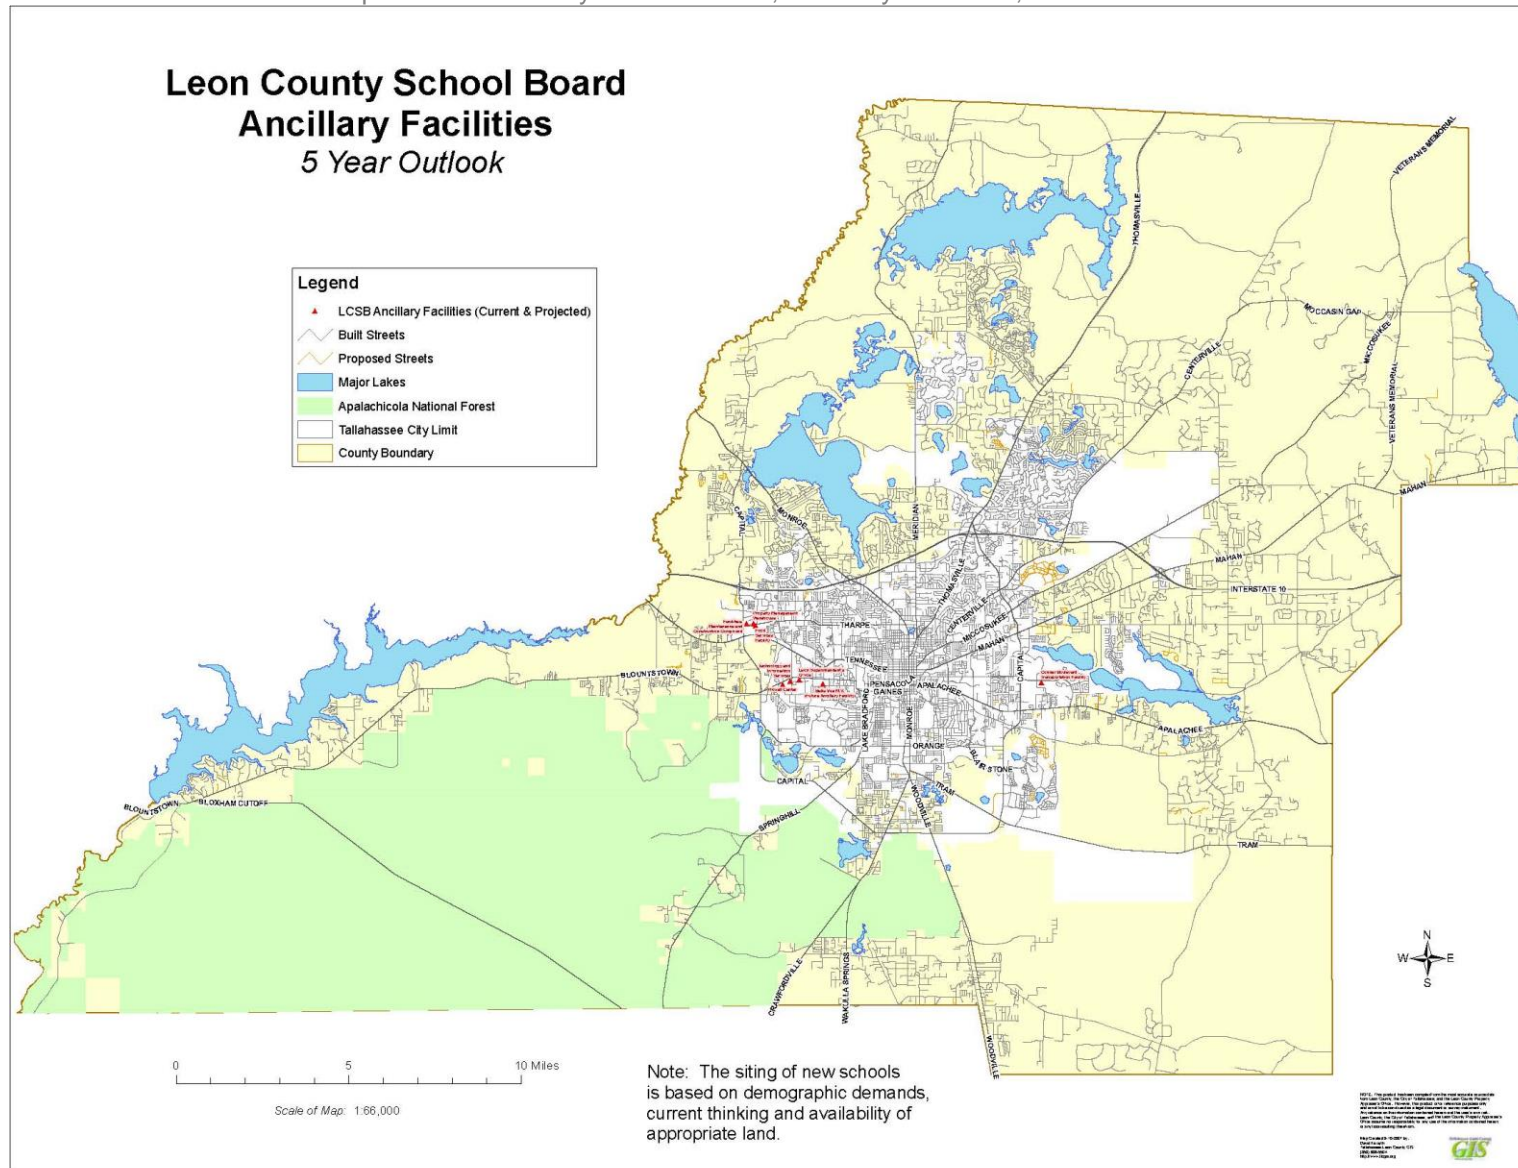 Leon County School Board
Ancillary Facilities
5 Year Outlook
Legend
LCSB Ancillary Facilities (Current & Projected)
Built Streets
Proposed Streets
Major Lakes
Apalachicola National Forest
Tallahassee City Limit
County Boundary
VETERANS MEMORIAL
THOMASVILLE
MOCCASIN GAP
MICCOSUKEE
CENTERVILLE
VETERANS MEMORIAL
MAHAN
CAPITAL
MONROE
MERIDIAN
MAHAN
INTERSTATE 10
THOMASVILLE
CENTERVILLE
MICCOSUKEE
MAHAN
THARPE
TENNESSEE
CAPITAL
BLOUNTSTOWN
PENSACOLA
GAINES
APALACHEE
LAKE BRADFORD
MONROE
ORANGE
APALACHEE
BLAIR STONE
CAPITAL
TRAM
WOODVILLE
SPRINGHILL
BLOUNTSTOWN
BLOXHAM CUTOFF
TRAM
CRAWFORDVILLE
WAKULLA SPRINGS
WOODVILLE
N
W
E
S
0
5
10 Miles
Scale of Map: 1:66,000
Note: The siting of new schools
is based on demographic demands,
current thinking and availability of
appropriate land.
GIS